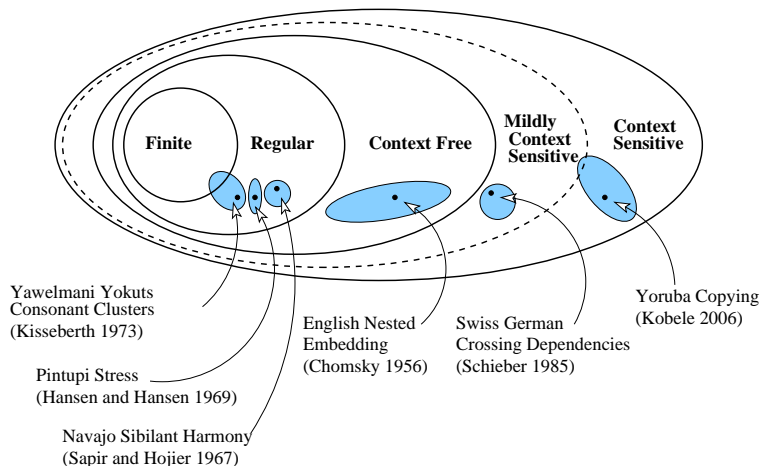 Finite
Regular
Context Free
Mildly
Context
Sensitive
Context
Sensitive
Yawelmani Yokuts
Consonant Clusters
(Kisseberth 1973)
Pintupi Stress
(Hansen and Hansen 1969)
Navajo Sibilant Harmony
(Sapir and Hojier 1967)
English Nested
Embedding
(Chomsky 1956)
Swiss German
Crossing Dependencies
(Schieber 1985)
Yoruba Copying
(Kobele 2006)